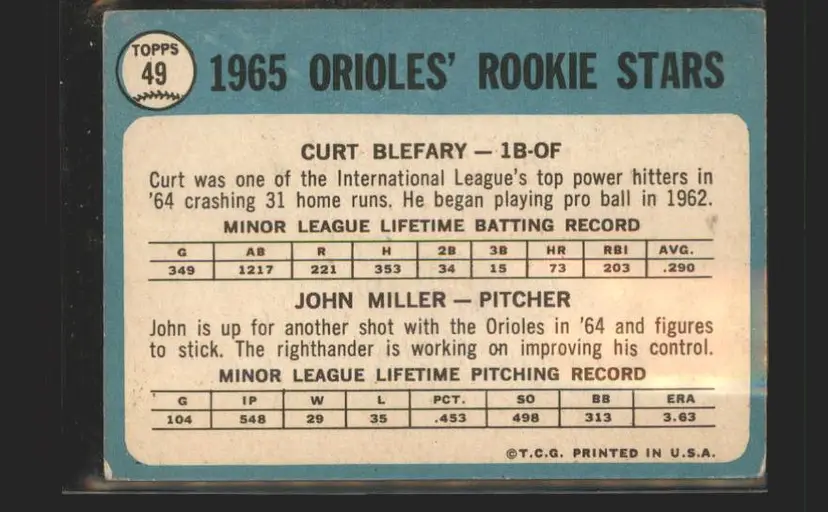 TOPPS
49
1965 ORIOLES' ROOKIE STARS
CURT BLEFARY — 1B-OF
Curt was one of the International League's top power hitters in
'64 crashing 31 home runs. He began playing pro ball in 1962.
MINOR LEAGUE LIFETIME BATTING RECORD
G AB R H 2B 3B HR RBI AVG.
349 1217 221 353 34 15 73 203 .290
JOHN MILLER — PITCHER
John is up for another shot with the Orioles in '64 and figures
to stick. The righthander is working on improving his control.
MINOR LEAGUE LIFETIME PITCHING RECORD
G IP W L PCT. SO BB ERA
104 548 29 35 .453 498 313 3.63
©T.C.G. PRINTED IN U.S.A.